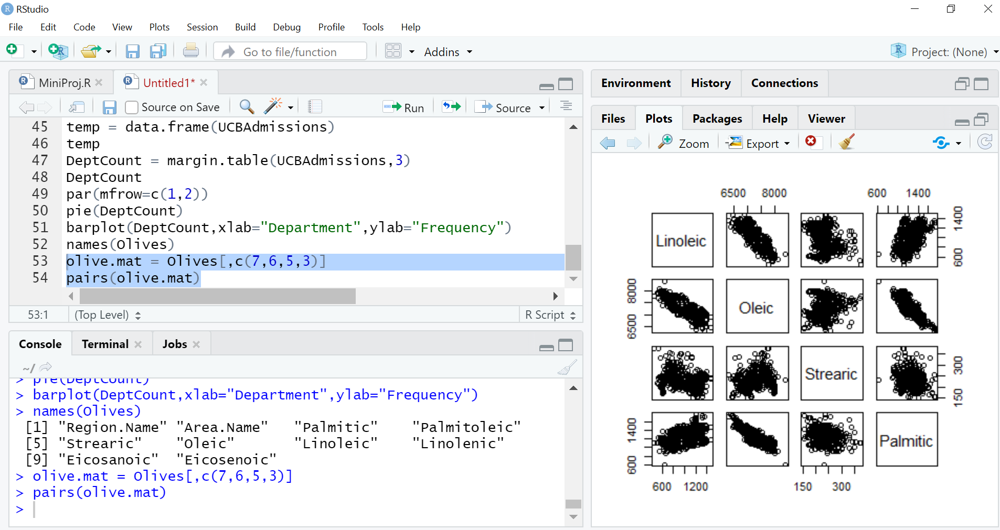 RStudio
File Edit Code View Plots Session Build Debug Profile Tools Help
Go to file/function Addins Project: (None)
MiniProj.R Untitled1*
Source on Save Run Source
45 temp = data.frame(UCBAdmissions)
46 temp
47 DeptCount = margin.table(UCBAdmissions,3)
48 DeptCount
49 par(mfrow=c(1,2))
50 pie(DeptCount)
51 barplot(DeptCount,xlab="Department",ylab="Frequency")
52 names(Olives)
53 olive.mat = Olives[,c(7,6,5,3)]
54 pairs(olive.mat)
53:1 (Top Level) R Script
Console Terminal Jobs
~/
> pie(DeptCount)
> barplot(DeptCount,xlab="Department",ylab="Frequency")
> names(Olives)
[1] "Region.Name" "Area.Name" "Palmitic" "Palmitoleic"
[5] "Strearic" "Oleic" "Linoleic" "Linolenic"
[9] "Eicosanoic" "Eicosenoic"
> olive.mat = Olives[,c(7,6,5,3)]
> pairs(olive.mat)
>
Environment History Connections
Files Plots Packages Help Viewer
Zoom Export
6500 8000 600 1400
Linoleic 600 1400
6500 8000 Oleic
Strearic 150 300
600 1400 Palmitic
600 1200 150 300